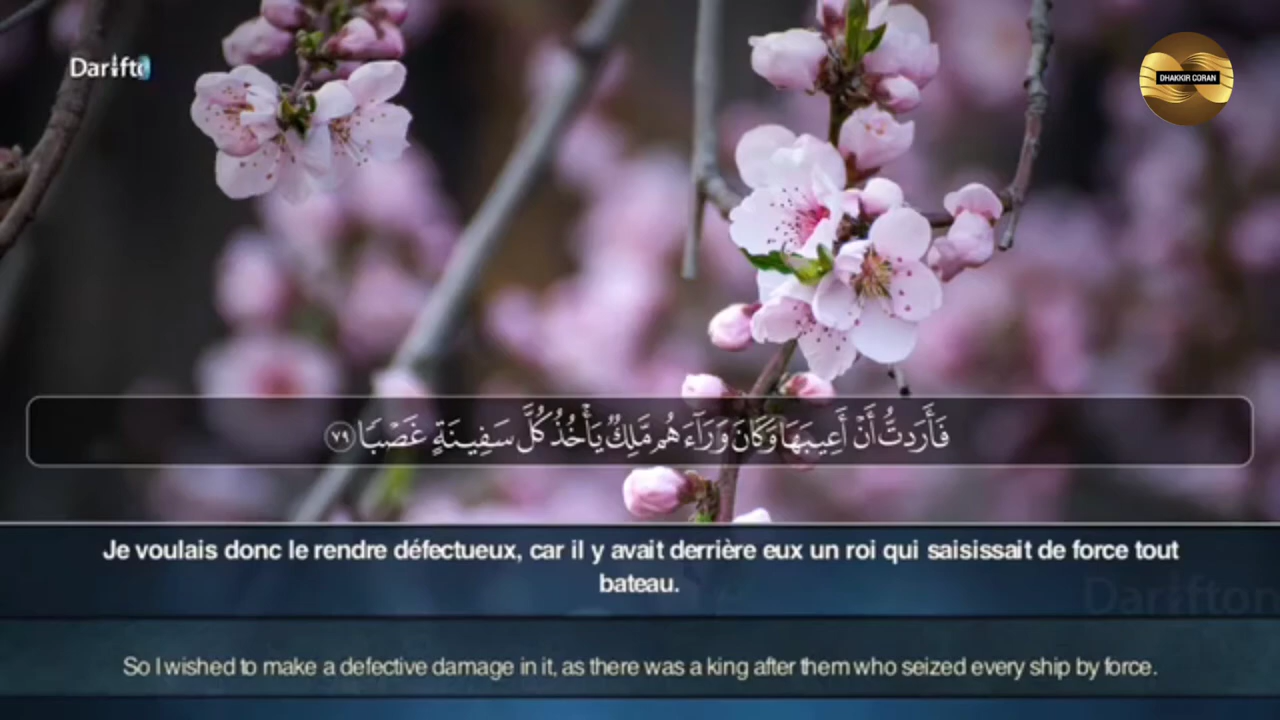 Dar
DHAKKIR CORAN
فَأَرَدتُّ أَنْ أَعِيبَهَا وَكَانَ وَرَآءَهُم مَّلِكٌ يَأْخُذُ كُلَّ سَفِينَةٍ غَصْبًا ٧٩
Je voulais donc le rendre défectueux, car il y avait derrière eux un roi qui saisissait de force tout
bateau.
So I wished to make a defective damage in it, as there was a king after them who seized every ship by force.